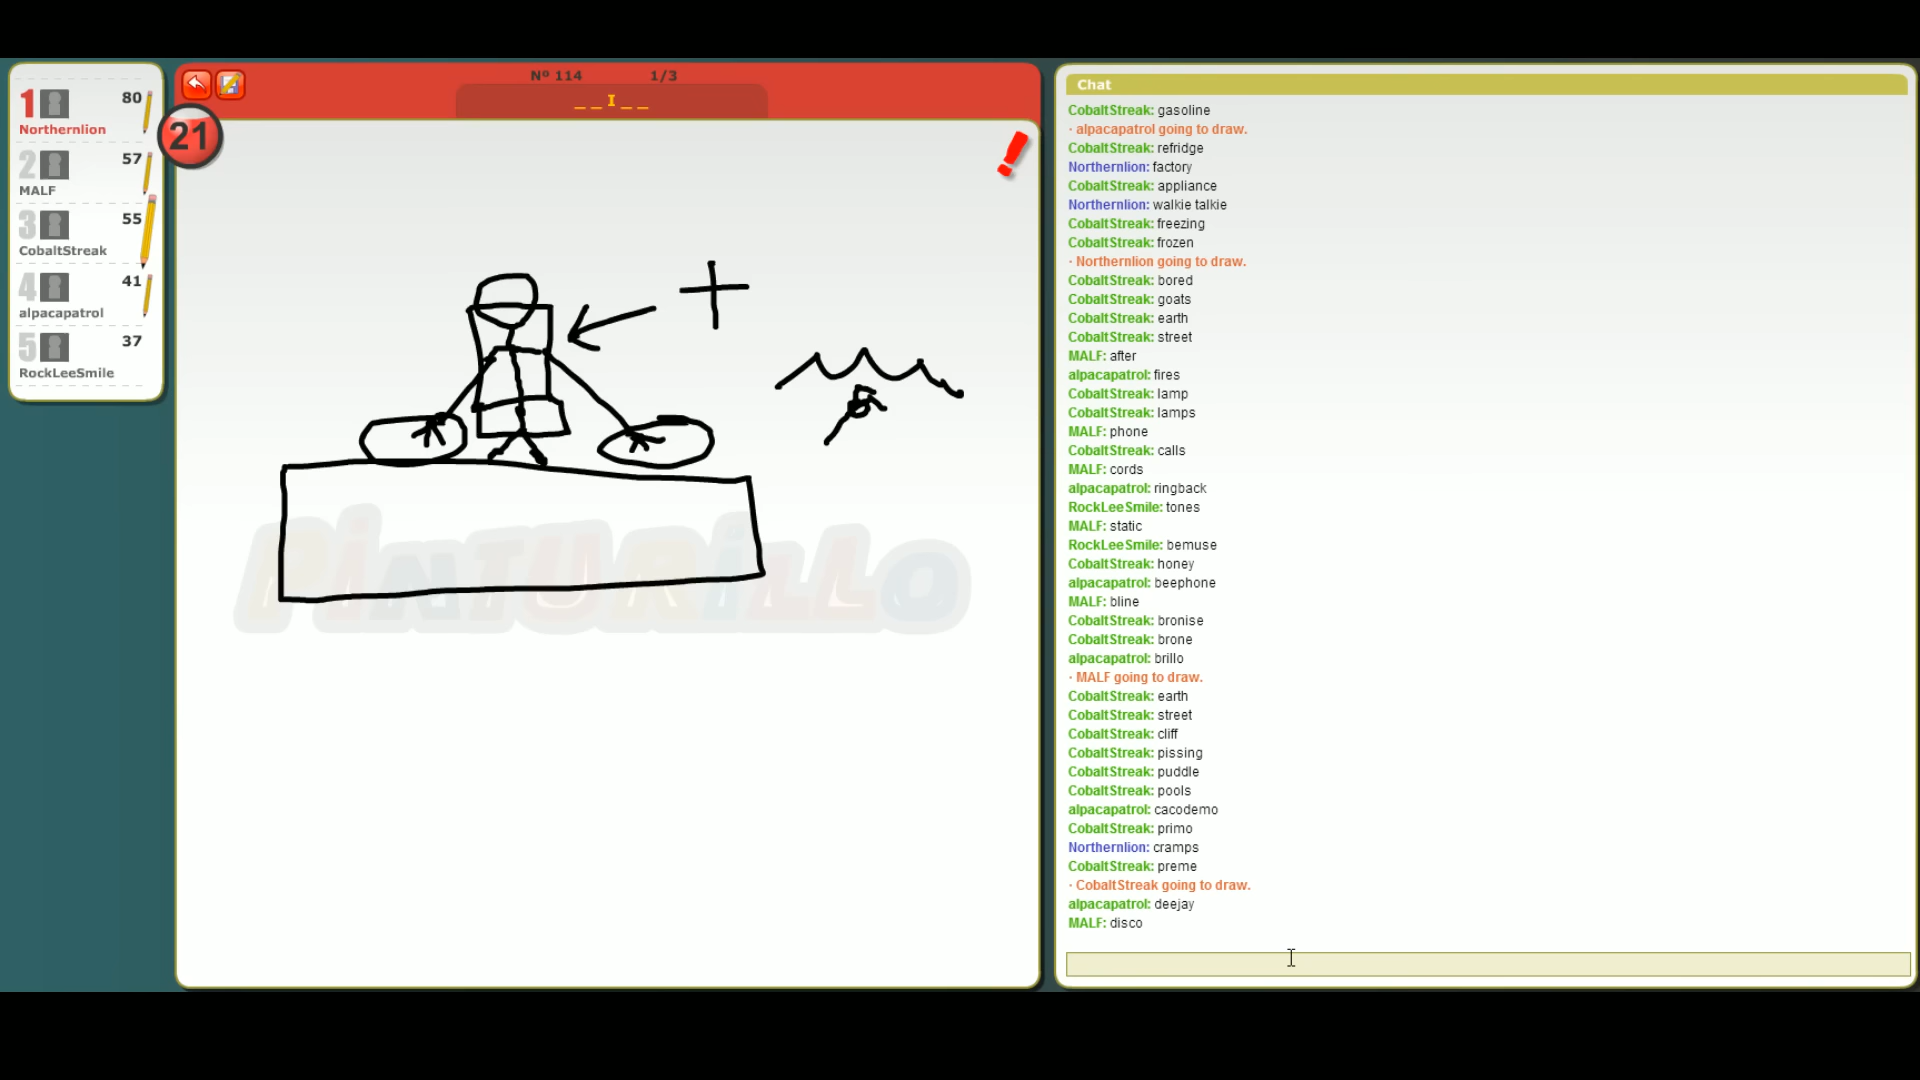 1
80
Northernlion
2
57
MALF
3
55
CobaltStreak
4
41
alpacapatrol
5
37
RockLeeSmile
21
Nº 114 1/3
_ _ I _ _
!
PINTURILLO
Chat
CobaltStreak: gasoline
· alpacapatrol going to draw.
CobaltStreak: refridge
Northernlion: factory
CobaltStreak: appliance
Northernlion: walkie talkie
CobaltStreak: freezing
CobaltStreak: frozen
· Northernlion going to draw.
CobaltStreak: bored
CobaltStreak: goats
CobaltStreak: earth
CobaltStreak: street
MALF: after
alpacapatrol: fires
CobaltStreak: lamp
CobaltStreak: lamps
MALF: phone
CobaltStreak: calls
MALF: cords
alpacapatrol: ringback
RockLeeSmile: tones
MALF: static
RockLeeSmile: bemuse
CobaltStreak: honey
alpacapatrol: beephone
MALF: bline
CobaltStreak: bronise
CobaltStreak: brone
alpacapatrol: brillo
· MALF going to draw.
CobaltStreak: earth
CobaltStreak: street
CobaltStreak: cliff
CobaltStreak: pissing
CobaltStreak: puddle
CobaltStreak: pools
alpacapatrol: cacodemo
CobaltStreak: primo
Northernlion: cramps
CobaltStreak: preme
· CobaltStreak going to draw.
alpacapatrol: deejay
MALF: disco